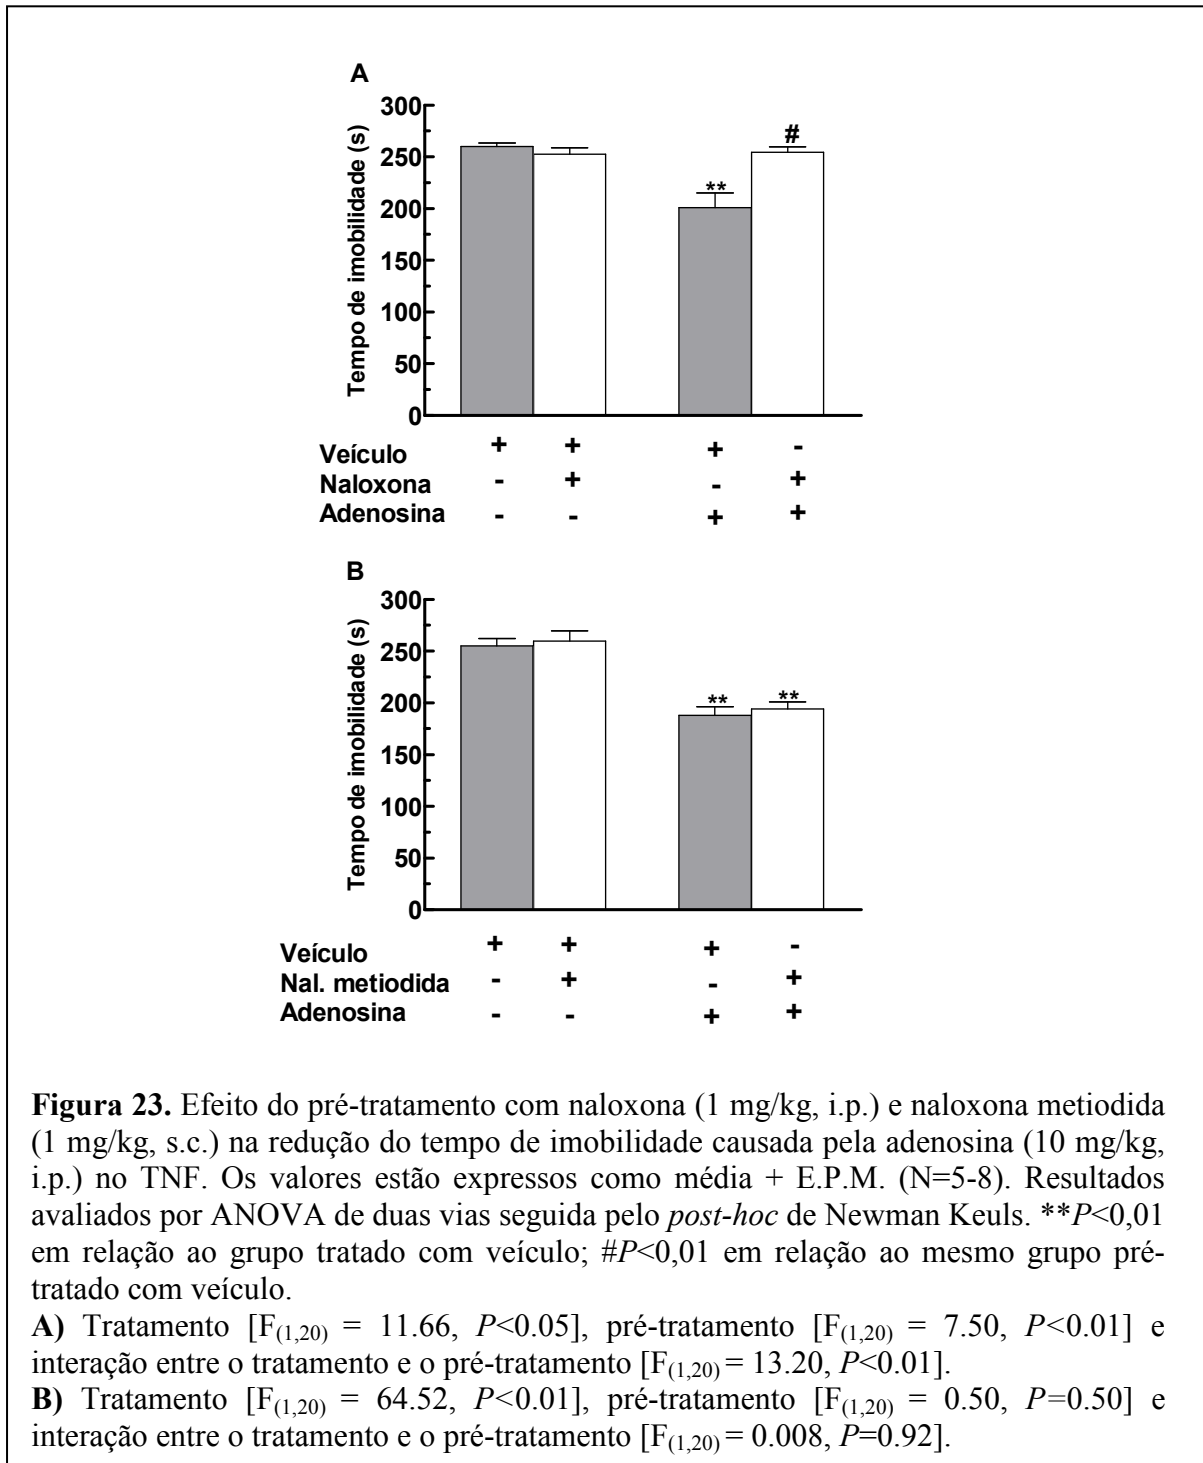 A
300
250
200
150
100
50
0
Tempo de imobilidade (s)
**
#
Veículo + + + -
Naloxona - + - +
Adenosina - - + +
B
300
250
200
150
100
50
0
Tempo de imobilidade (s)
**
**
Veículo + + + -
Nal. metiodida - + - +
Adenosina - - + +
Figura 23. Efeito do pré-tratamento com naloxona (1 mg/kg, i.p.) e naloxona metiodida
(1 mg/kg, s.c.) na redução do tempo de imobilidade causada pela adenosina (10 mg/kg,
i.p.) no TNF. Os valores estão expressos como média + E.P.M. (N=5-8). Resultados
avaliados por ANOVA de duas vias seguida pelo post-hoc de Newman Keuls. **P<0,01
em relação ao grupo tratado com veículo; #P<0,01 em relação ao mesmo grupo pré-
tratado com veículo.
A) Tratamento [F(1,20) = 11.66, P<0.05], pré-tratamento [F(1,20) = 7.50, P<0.01] e
interação entre o tratamento e o pré-tratamento [F(1,20) = 13.20, P<0.01].
B) Tratamento [F(1,20) = 64.52, P<0.01], pré-tratamento [F(1,20) = 0.50, P=0.50] e
interação entre o tratamento e o pré-tratamento [F(1,20) = 0.008, P=0.92].